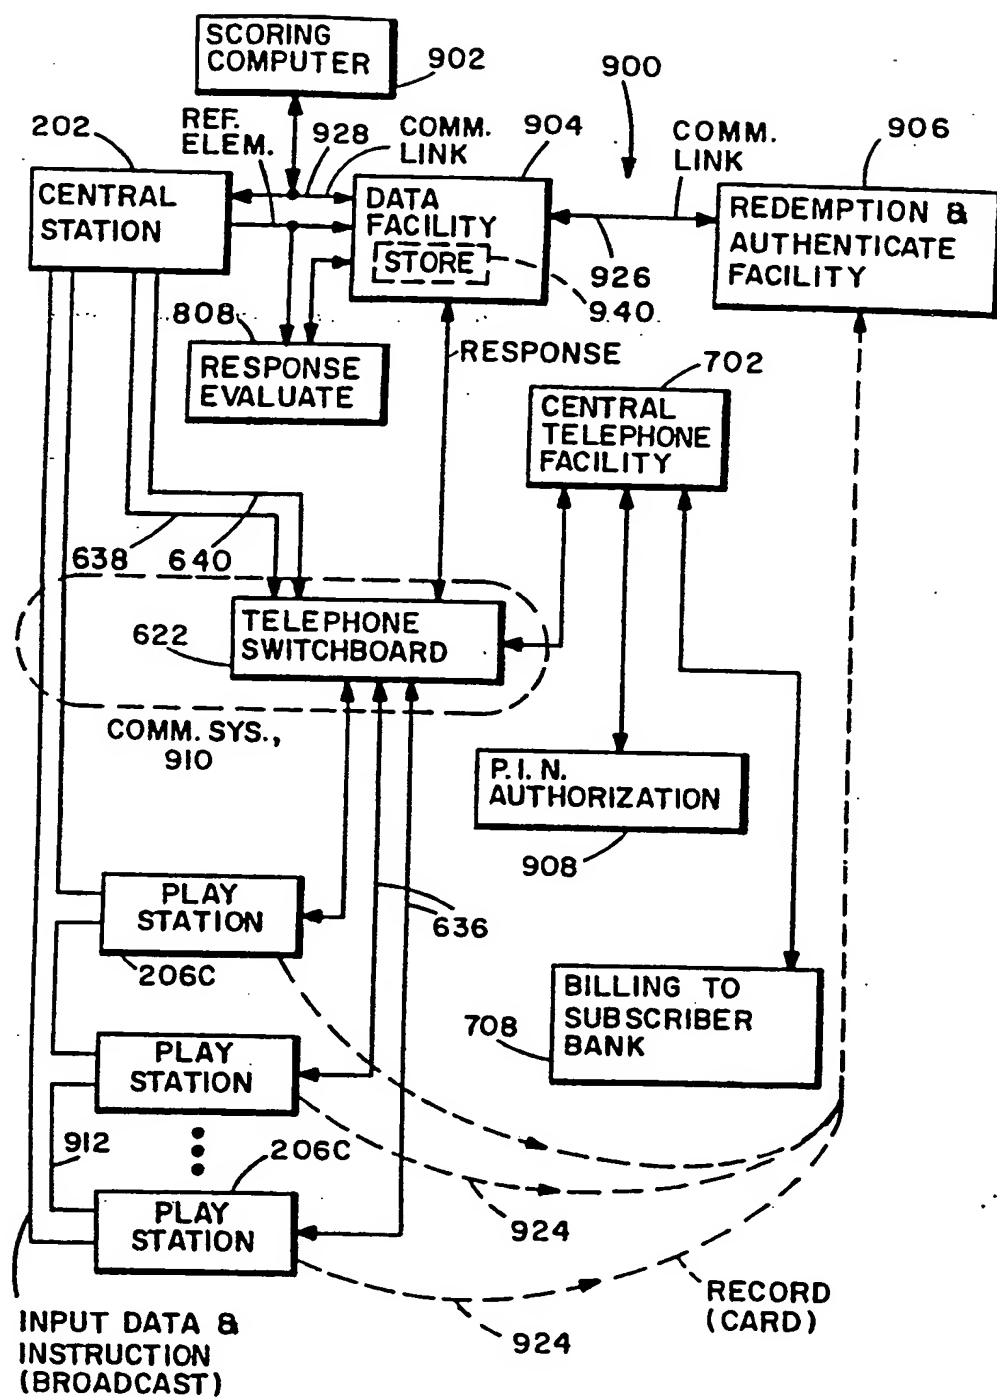 SCORING
COMPUTER
902
900
202
REF.
ELEM.
928
COMM.
LINK
904
COMM.
LINK
906
CENTRAL
STATION
DATA
FACILITY
STORE
926
940
REDEMPTION &
AUTHENTICATE
FACILITY
808
RESPONSE
EVALUATE
RESPONSE
702
CENTRAL
TELEPHONE
FACILITY
638
640
622
TELEPHONE
SWITCHBOARD
COMM. SYS.,
910
P.I.N.
AUTHORIZATION
908
PLAY
STATION
636
206C
BILLING TO
SUBSCRIBER
BANK
708
PLAY
STATION
912
206C
PLAY
STATION
924
924
RECORD
(CARD)
INPUT DATA &
INSTRUCTION
(BROADCAST)